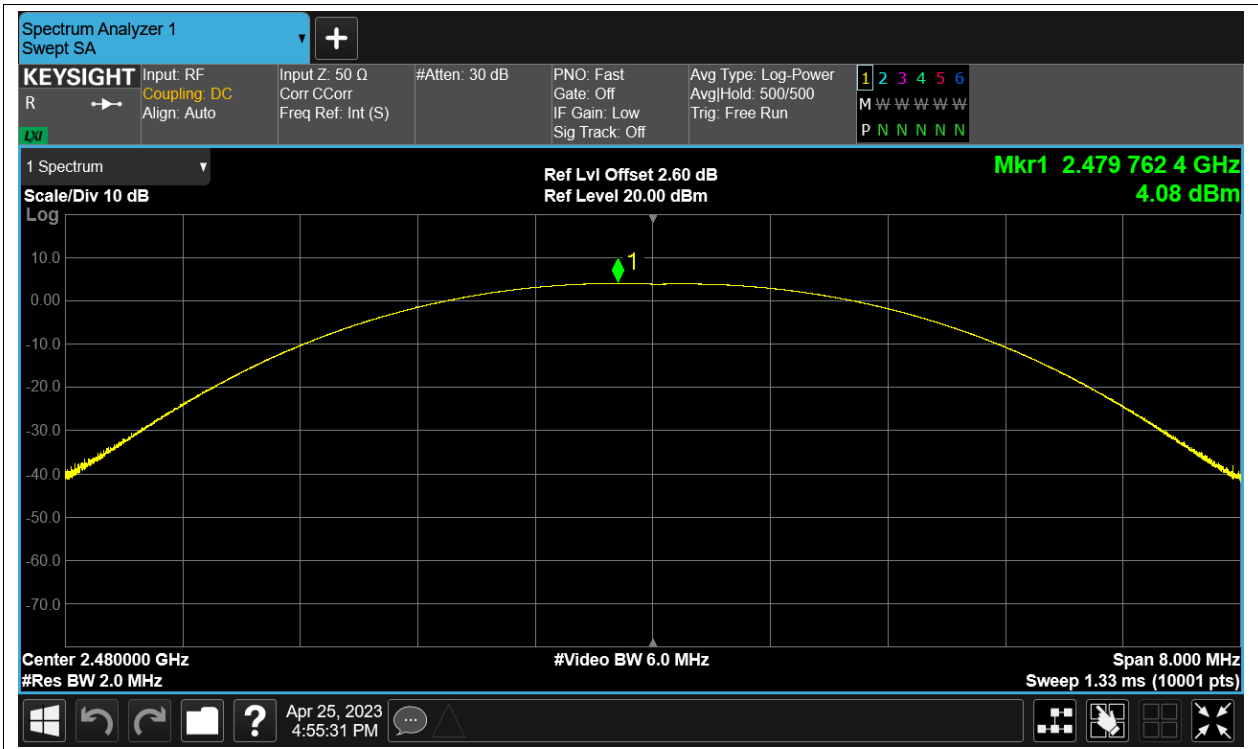 Spectrum Analyzer 1
Swept SA
KEYSIGHT
R
LXI
Input: RF
Coupling: DC
Align: Auto
Input Z: 50 Ω
Corr CCorr
Freq Ref: Int (S)
#Atten: 30 dB
PNO: Fast
Gate: Off
IF Gain: Low
Sig Track: Off
Avg Type: Log-Power
Avg|Hold: 500/500
Trig: Free Run
1 2 3 4 5 6
M W W W W W
P N N N N N
1 Spectrum
Scale/Div 10 dB
Log
Ref Lvl Offset 2.60 dB
Ref Level 20.00 dBm
Mkr1 2.479 762 4 GHz
4.08 dBm
1
10.0
0.00
-10.0
-20.0
-30.0
-40.0
-50.0
-60.0
-70.0
Center 2.480000 GHz
#Res BW 2.0 MHz
#Video BW 6.0 MHz
Span 8.000 MHz
Sweep 1.33 ms (10001 pts)
?
Apr 25, 2023
4:55:31 PM